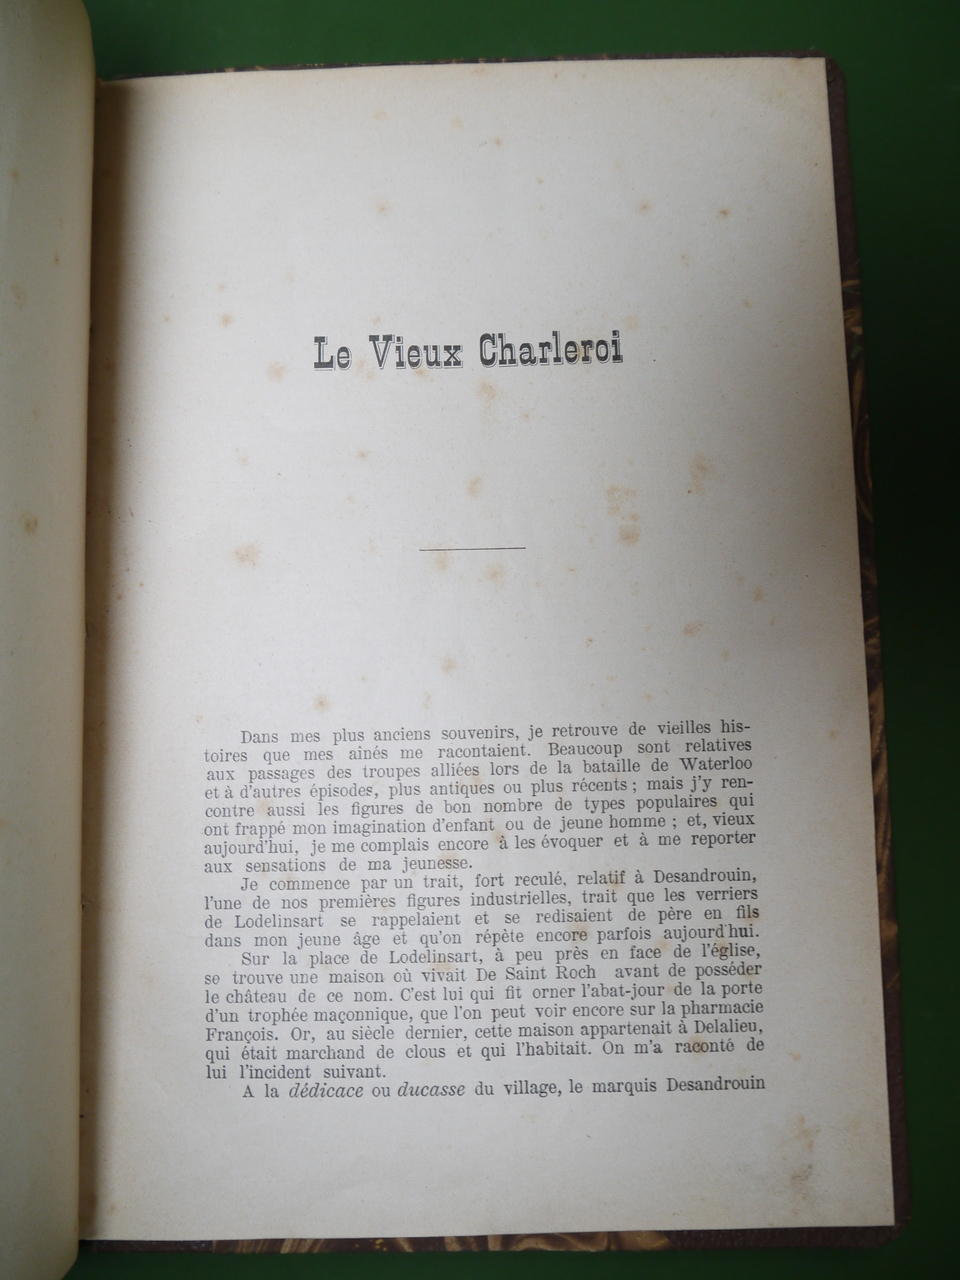 Le Vieux Charleroi
Dans mes plus anciens souvenirs, je retrouve de vieilles his-
toires que mes aînés me racontaient. Beaucoup sont relatives
aux passages des troupes alliées lors de la bataille de Waterloo
et à d'autres épisodes, plus antiques ou plus récents ; mais j'y ren-
contre aussi les figures de bon nombre de types populaires qui
ont frappé mon imagination d'enfant ou de jeune homme ; et, vieux
aujourd'hui, je me complais encore à les évoquer et à me reporter
aux sensations de ma jeunesse.
Je commence par un trait, fort reculé, relatif à Desandrouin,
l'une de nos premières figures industrielles, trait que les verriers
de Lodelinsart se rappelaient et se redisaient de père en fils
dans mon jeune âge et qu'on répète encore parfois aujourd'hui.
Sur la place de Lodelinsart, à peu près en face de l'église,
se trouve une maison où vivait De Saint Roch avant de posséder
le château de ce nom. C'est lui qui fit orner l'abat-jour de la porte
d'un trophée maçonnique, que l'on peut voir encore sur la pharmacie
François. Or, au siècle dernier, cette maison appartenait à Delalieu,
qui était marchand de clous et qui l'habitait. On m'a raconté de
lui l'incident suivant.
A la dédicace ou ducasse du village, le marquis Desandrouin